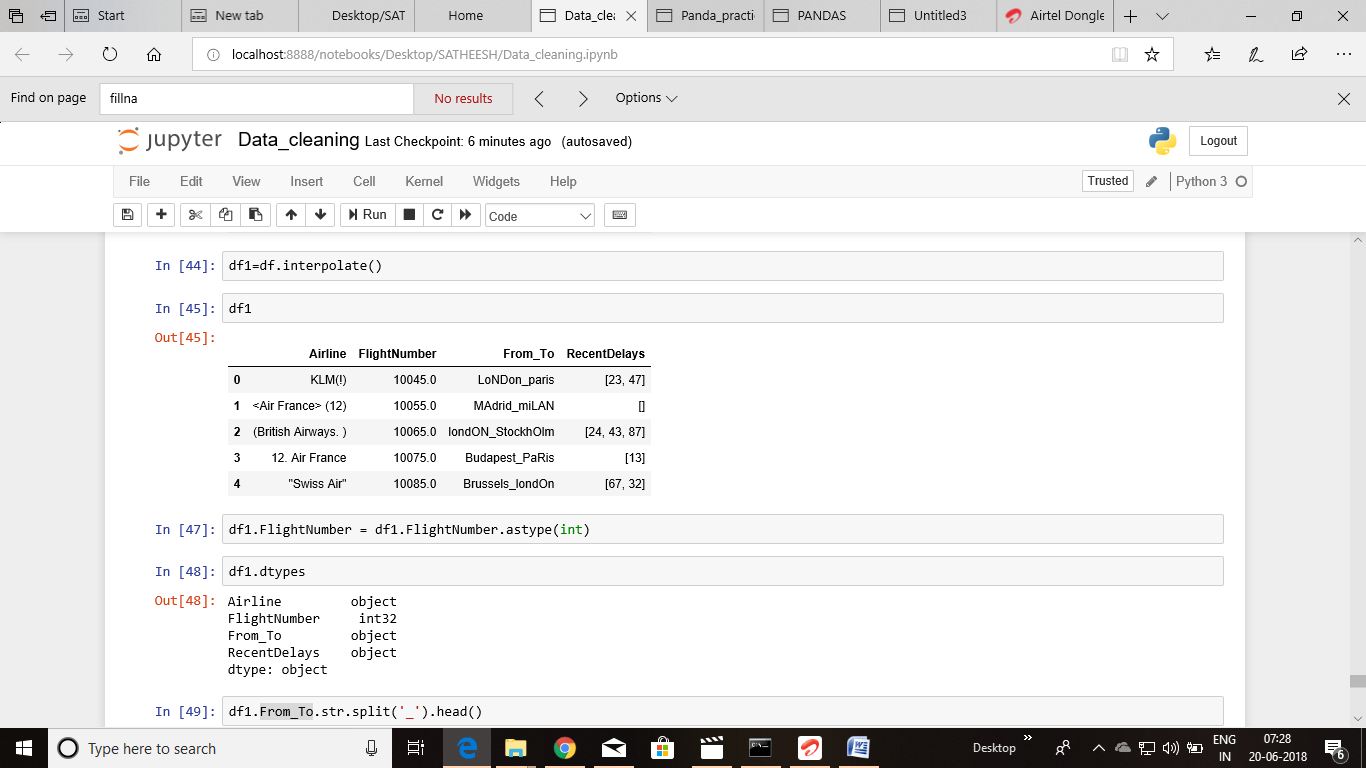 Start New tab Desktop/SAT Home Data_clea Panda_practi PANDAS Untitled3 Airtel Dongle
localhost:8888/notebooks/Desktop/SATHEESH/Data_cleaning.ipynb
Find on page fillna No results Options
jupyter Data_cleaning Last Checkpoint: 6 minutes ago (autosaved) Logout
File Edit View Insert Cell Kernel Widgets Help Trusted Python 3
Run Code
In [44]: df1=df.interpolate()
In [45]: df1
Out[45]:
Airline FlightNumber From_To RecentDelays
0 KLM(!) 10045.0 LoNDon_paris [23, 47]
1 <Air France> (12) 10055.0 MAdrid_miLAN []
2 (British Airways. ) 10065.0 londON_StockhOlm [24, 43, 87]
3 12. Air France 10075.0 Budapest_PaRis [13]
4 "Swiss Air" 10085.0 Brussels_londOn [67, 32]
In [47]: df1.FlightNumber = df1.FlightNumber.astype(int)
In [48]: df1.dtypes
Out[48]: Airline object
FlightNumber int32
From_To object
RecentDelays object
dtype: object
In [49]: df1.From_To.str.split('_').head()
Type here to search Desktop ENG 07:28
IN 20-06-2018 6